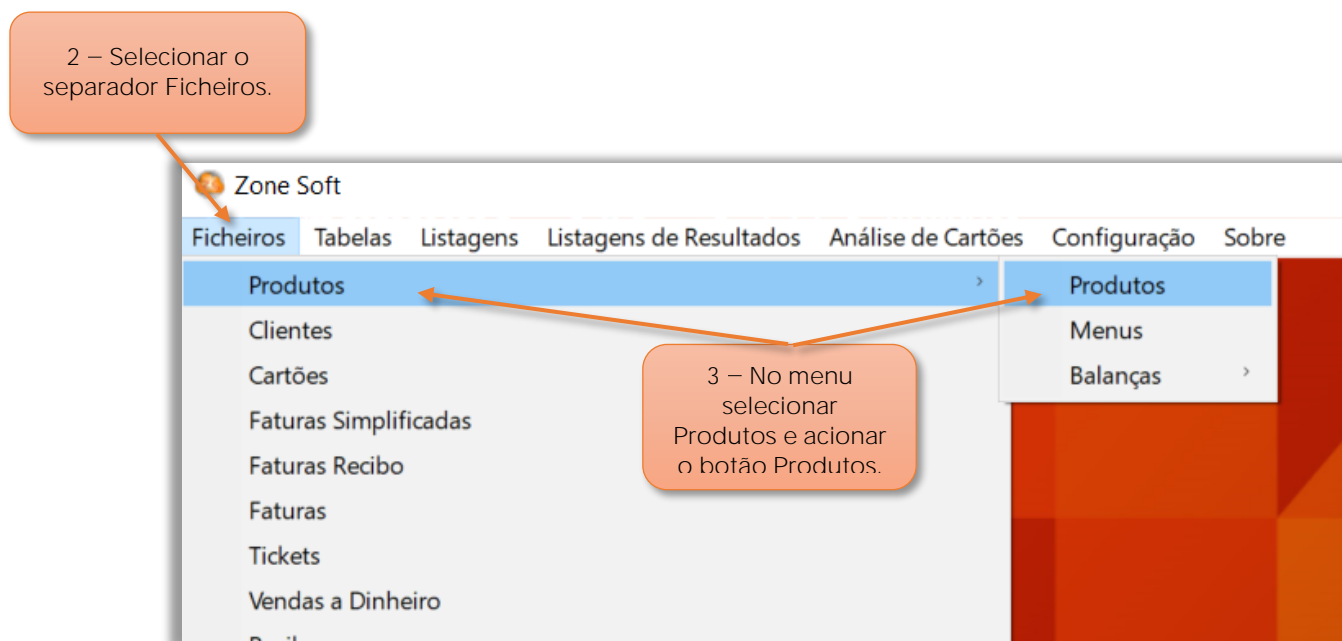 2 – Selecionar o
separador Ficheiros.
Zone Soft
Ficheiros Tabelas Listagens Listagens de Resultados Análise de Cartões Configuração Sobre
Produtos
Produtos
Clientes
Menus
Cartões
Balanças
Faturas Simplificadas
Faturas Recibo
Faturas
Tickets
Vendas a Dinheiro
3 – No menu
selecionar
Produtos e acionar
o botão Produtos.